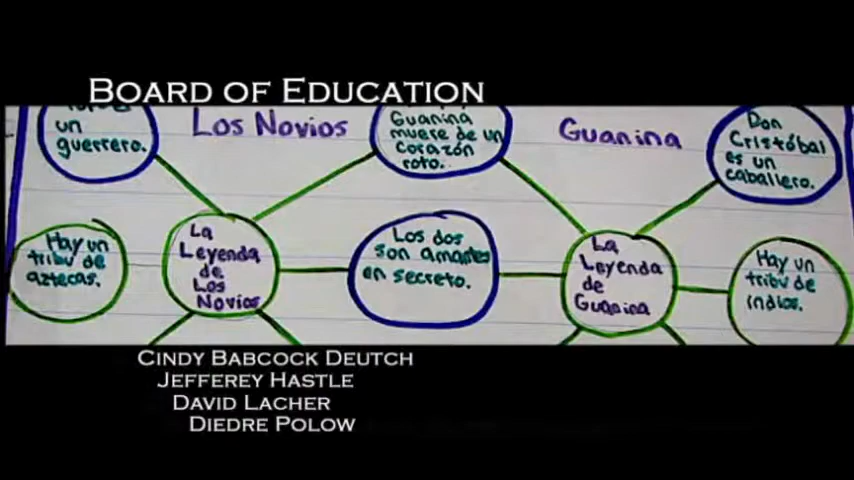 BOARD OF EDUCATION
Los Novios
Guanina
un
guerrero.
Guanina
muere de un
corazón
roto.
Don
Cristóbal
es un
caballero.
Hay un
tribu de
aztecas.
La
Leyenda
de
Los
Novios
Los dos
son amantes
en secreto.
La
Leyenda
de
Guanina
Hay un
tribu de
indios.
CINDY BABCOCK DEUTCH
JEFFEREY HASTLE
DAVID LACHER
DIEDRE POLOW